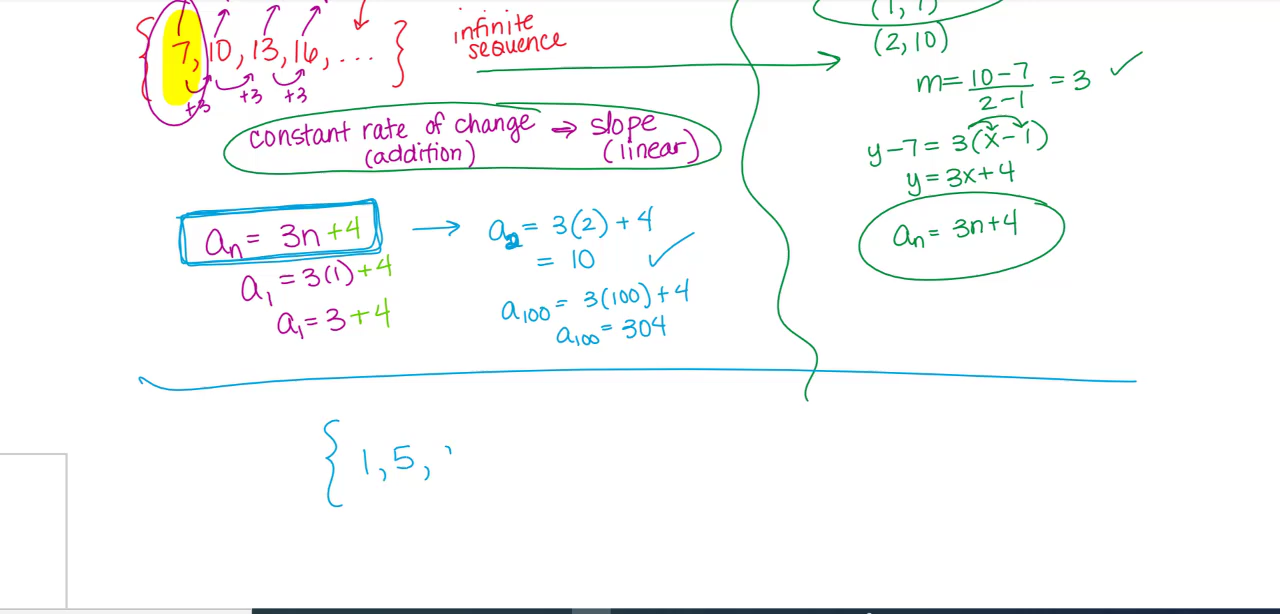 { 7, 10, 13, 16, ... }
+3 +3 +3
infinite
sequence
constant rate of change ⇒ slope
(addition) (linear)
aₙ = 3n + 4
a₁ = 3(1) + 4
a₁ = 3 + 4
a₂ = 3(2) + 4
= 10 ✓
a₁₀₀ = 3(100) + 4
a₁₀₀ = 304
(1, 7)
(2, 10)
m = 10 - 7 / 2 - 1 = 3 ✓
y - 7 = 3(x - 1)
y = 3x + 4
aₙ = 3n + 4
{ 1, 5,